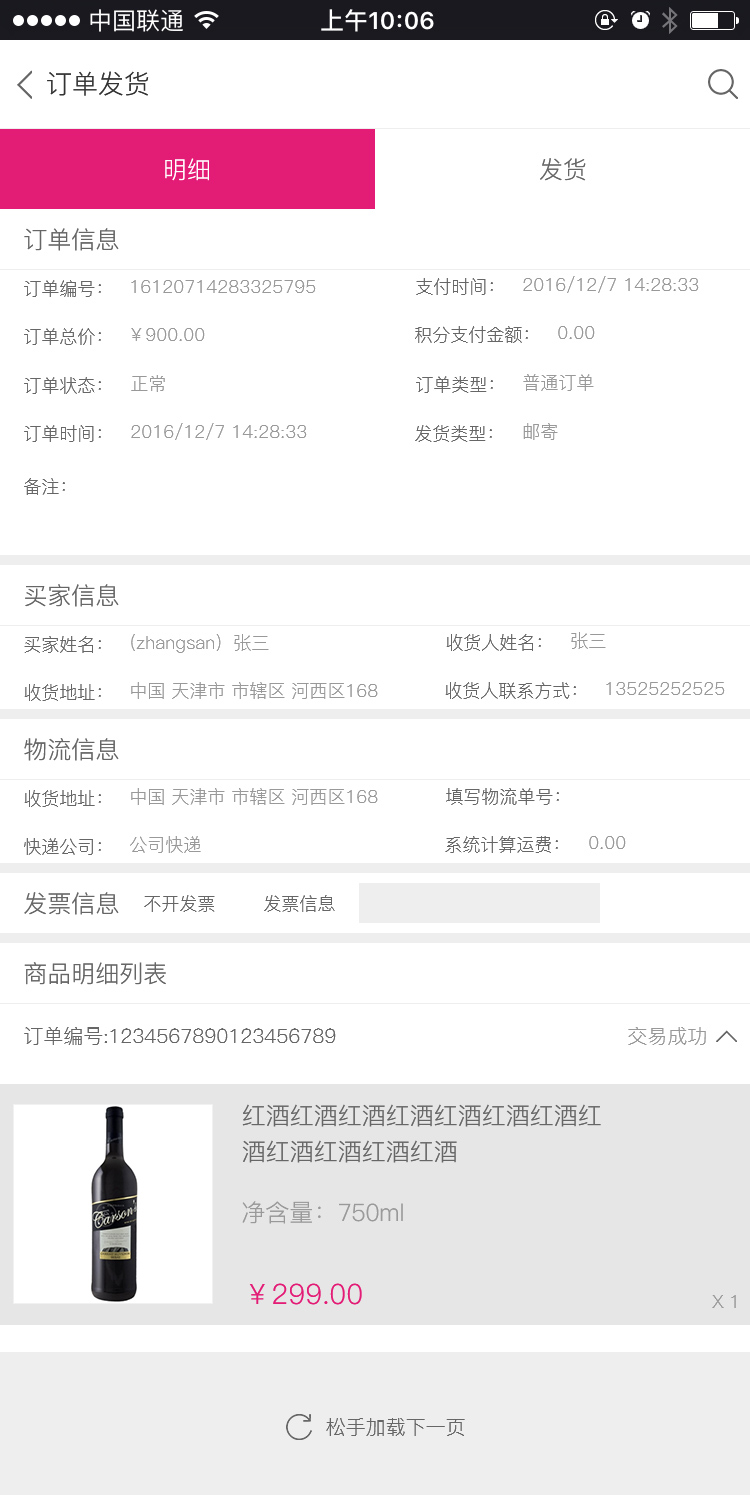 中国联通 上午10:06
订单发货
明细 发货
订单信息
订单编号： 16120714283325795 支付时间： 2016/12/7 14:28:33
订单总价： ￥900.00 积分支付金额： 0.00
订单状态： 正常 订单类型： 普通订单
订单时间： 2016/12/7 14:28:33 发货类型： 邮寄
备注：
买家信息
买家姓名： (zhangsan) 张三 收货人姓名： 张三
收货地址： 中国 天津市 市辖区 河西区168 收货人联系方式： 13525252525
物流信息
收货地址： 中国 天津市 市辖区 河西区168 填写物流单号：
快递公司： 公司快递 系统计算运费： 0.00
发票信息 不开发票 发票信息
商品明细列表
订单编号:1234567890123456789 交易成功
红酒红酒红酒红酒红酒红酒红酒红
酒红酒红酒红酒红酒
净含量：750ml
Carson's
￥299.00
X 1
松手加载下一页